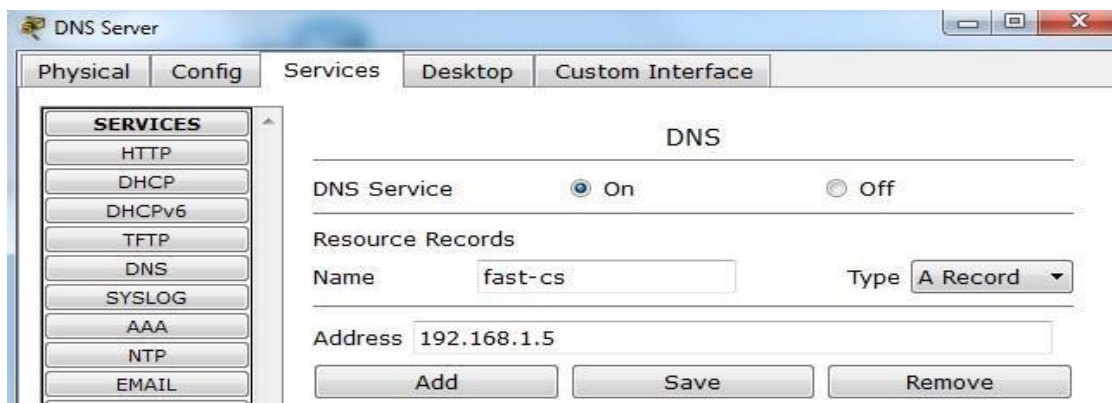 DNS Server
Physical Config Services Desktop Custom Interface
SERVICES
HTTP
DHCP
DHCPv6
TFTP
DNS
SYSLOG
AAA
NTP
EMAIL
DNS
DNS Service On Off
Resource Records
Name fast-cs Type A Record
Address 192.168.1.5
Add Save Remove